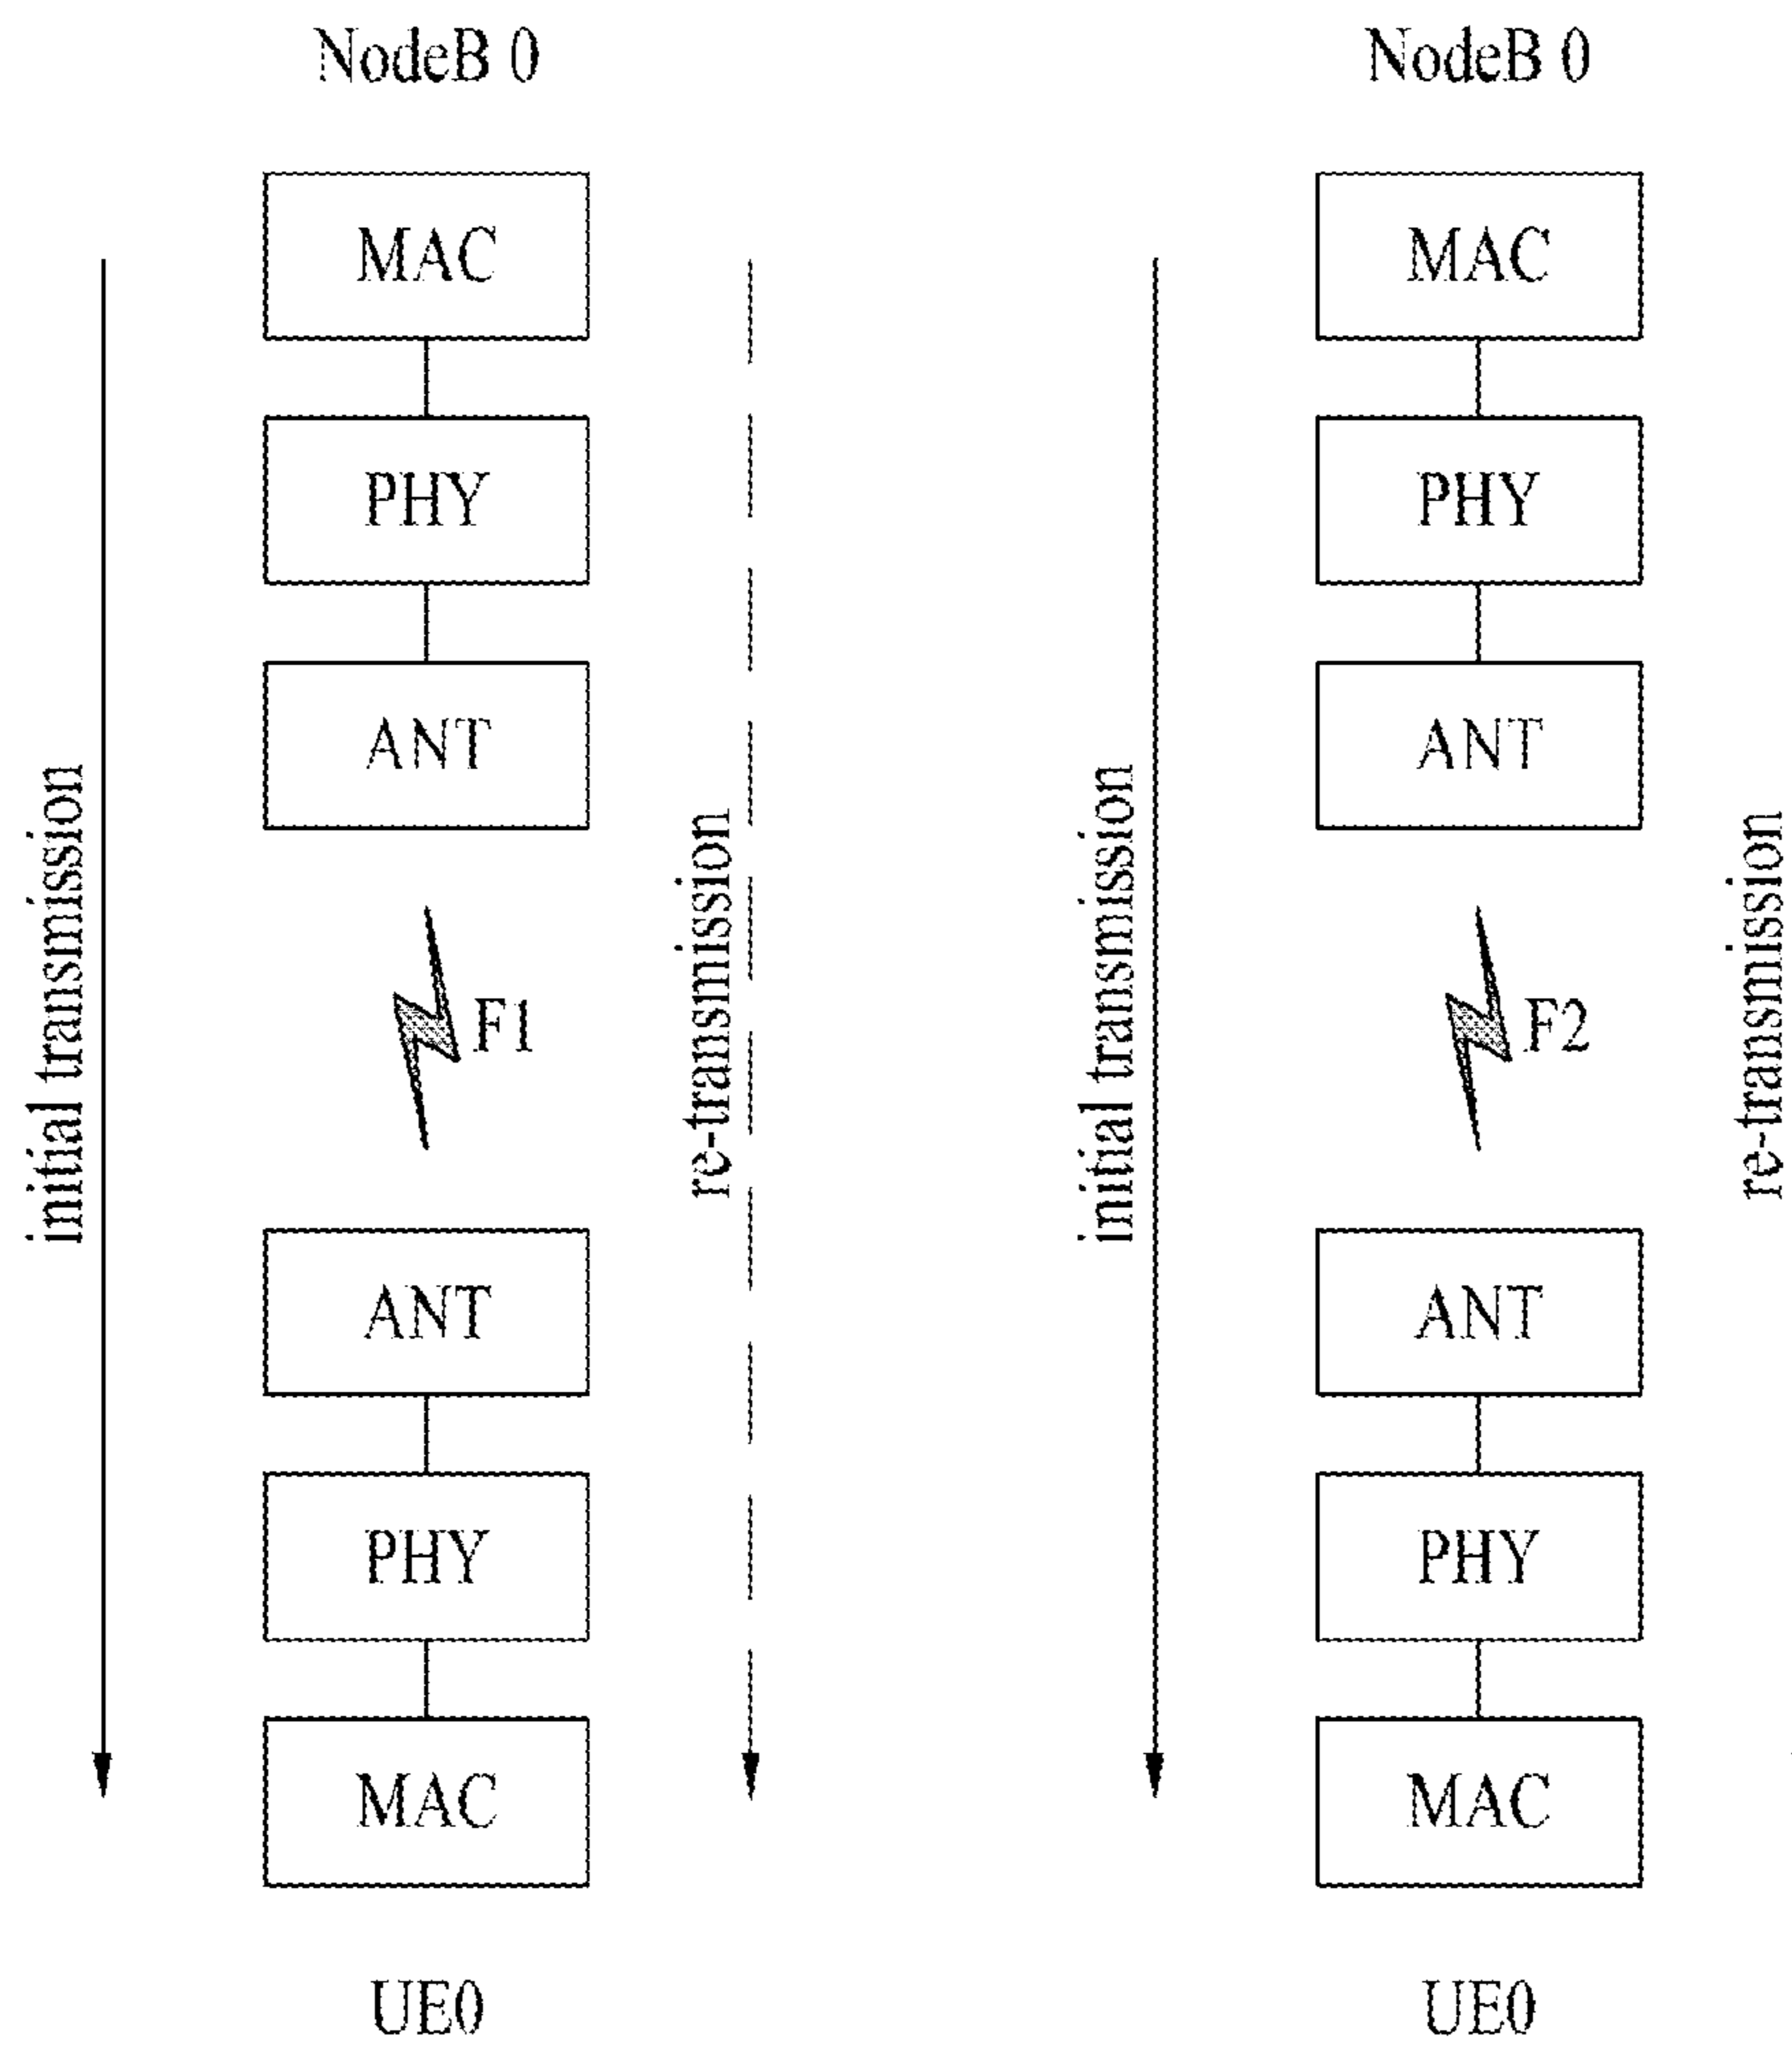 NodeB 0
MAC
PHY
ANT
F1
ANT
PHY
MAC
UE0
initial transmission
re-transmission
NodeB 0
MAC
PHY
ANT
F2
ANT
PHY
MAC
UE0
initial transmission
re-transmission